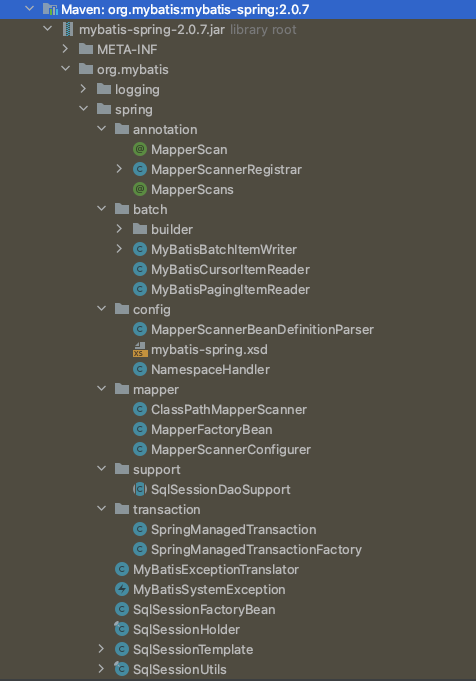 Maven: org.mybatis:mybatis-spring:2.0.7
mybatis-spring-2.0.7.jar library root
META-INF
org.mybatis
logging
spring
annotation
MapperScan
MapperScannerRegistrar
MapperScans
batch
builder
MyBatisBatchItemWriter
MyBatisCursorItemReader
MyBatisPagingItemReader
config
MapperScannerBeanDefinitionParser
mybatis-spring.xsd
NamespaceHandler
mapper
ClassPathMapperScanner
MapperFactoryBean
MapperScannerConfigurer
support
SqlSessionDaoSupport
transaction
SpringManagedTransaction
SpringManagedTransactionFactory
MyBatisExceptionTranslator
MyBatisSystemException
SqlSessionFactoryBean
SqlSessionHolder
SqlSessionTemplate
SqlSessionUtils